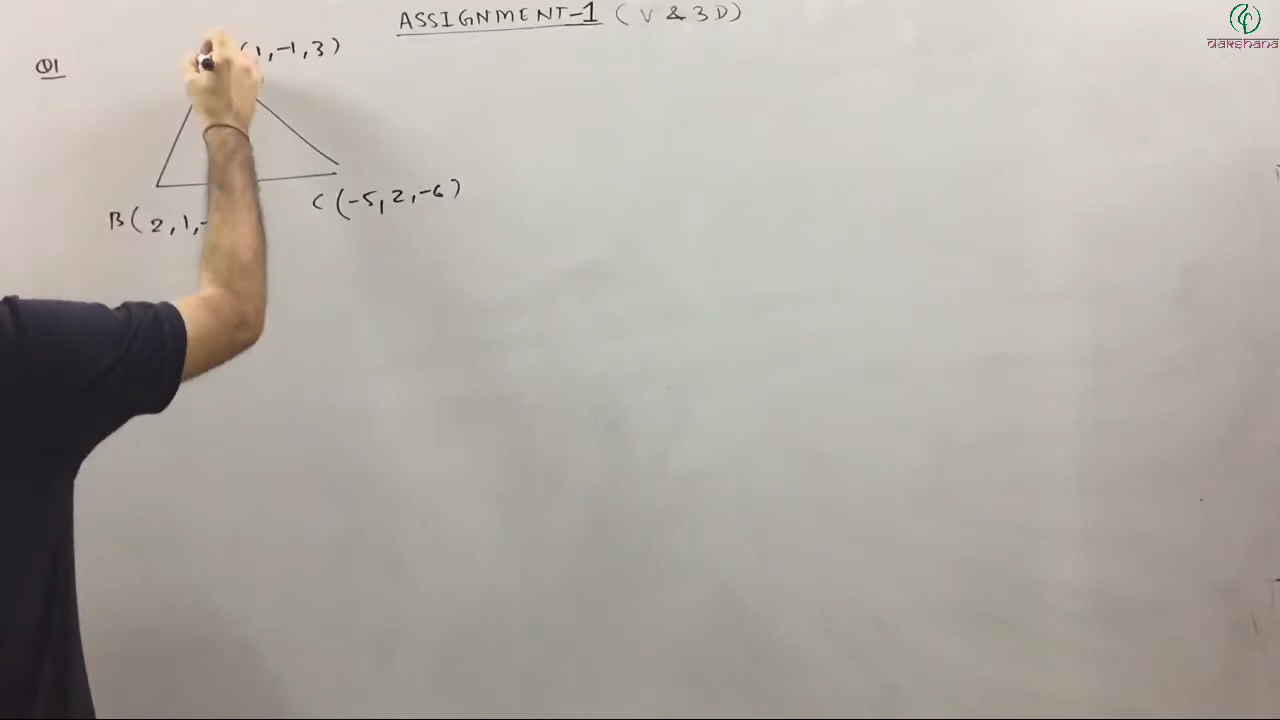 ASSIGNMENT-1 (V & 3D)
dakshana
Q1
(1,-1,3)
B(2,1,-
C(-5,2,-6)